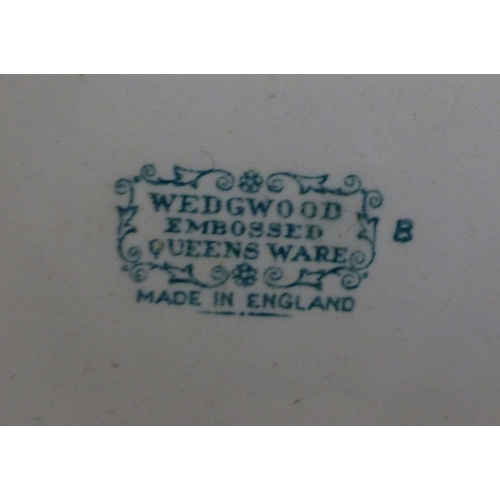 WEDGWOOD
EMBOSSED
QUEENS WARE
MADE IN ENGLAND
B